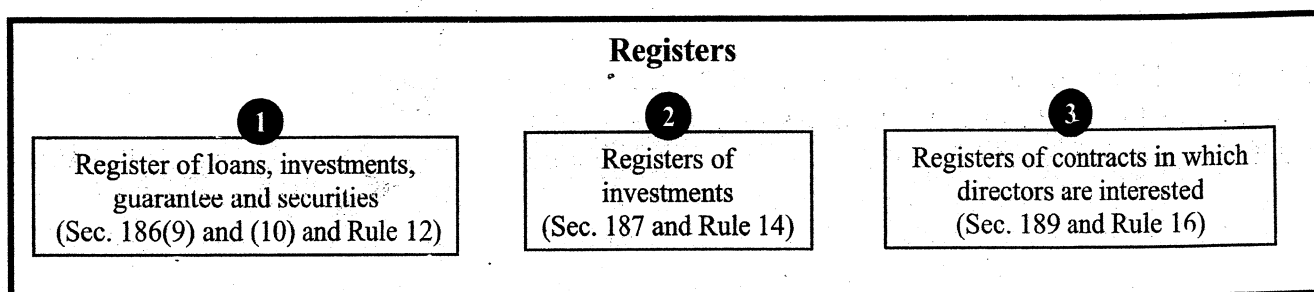 Registers
1
Register of loans, investments,
guarantee and securities
(Sec. 186(9) and (10) and Rule 12)
2
Registers of
investments
(Sec. 187 and Rule 14)
3
Registers of contracts in which
directors are interested
(Sec. 189 and Rule 16)